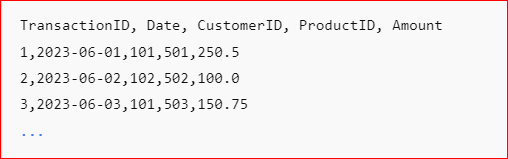 TransactionID, Date, CustomerID, ProductID, Amount
1,2023-06-01,101,501,250.5
2,2023-06-02,102,502,100.0
3,2023-06-03,101,503,150.75
...